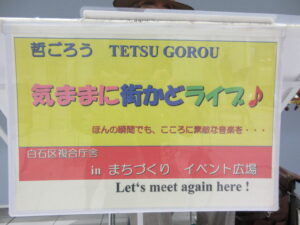 哲ごろう TETSU GOROU
気ままに街かどライブ♪
ほんの瞬間でも、こころに素敵な音楽を・・・
白石区複合庁舎
in まちづくり イベント広場
Let's meet again here !